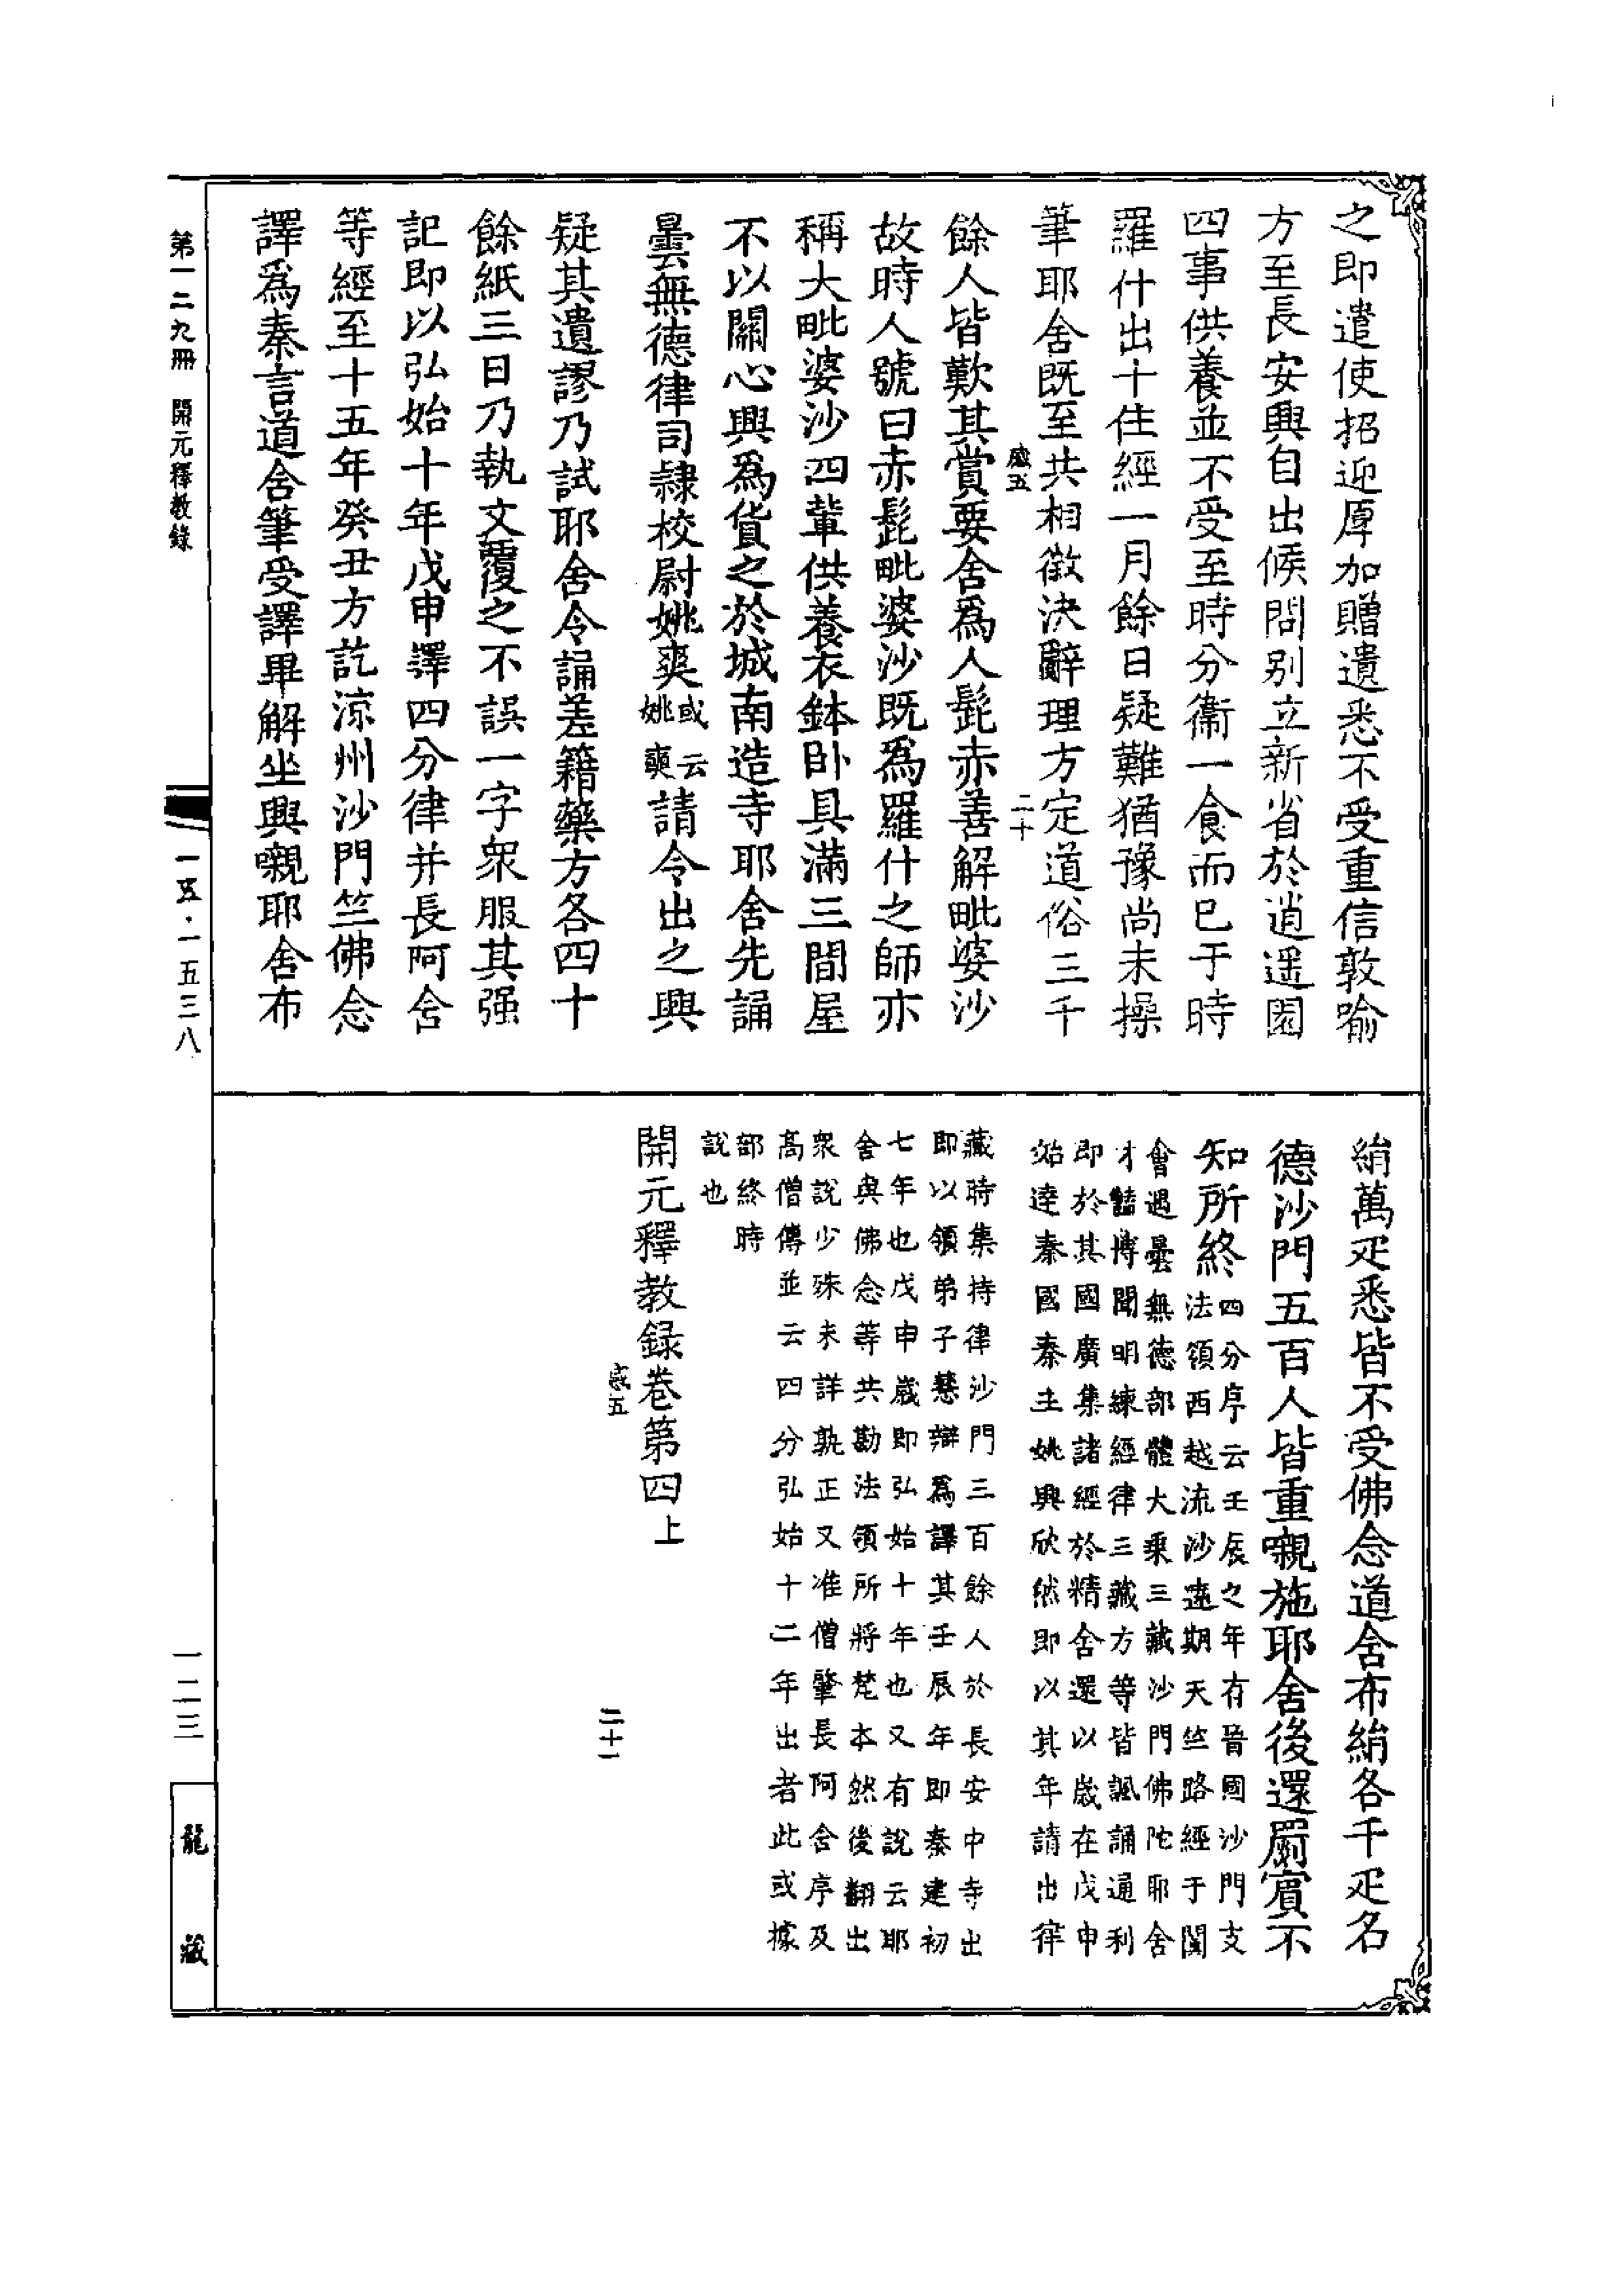 i
之即遣使招迎厚加贈遺悉不受重信敦喻
方至長安興自出候問别立新省於逍遥園
四事供養並不受至時分衞一食而已于時
羅什出十住經一月餘日疑難猶豫尚未操
筆耶舍既至共相徵決辭理方定道俗三千
感五
二十
餘人皆歎其賞要舍爲人髭赤善解毗婆沙
故時人號曰赤髭毗婆沙既爲羅什之師亦
稱大毗婆沙四輩供養衣鉢卧具滿三間屋
不以關心興爲貨之於城南造寺耶舍先誦
曇無德律司隸校尉姚爽或云姚奭請令出之興
疑其遺謬乃試耶舍令誦羌籍藥方各四十
餘紙三日乃執文覆之不誤一字衆服其强
記即以弘始十年戊申譯四分律并長阿含
等經至十五年癸丑方訖涼州沙門竺佛念
譯爲秦言道含筆受譯畢解坐興嚫耶舍布
絹萬疋悉皆不受佛念道含布絹各千疋名
德沙門五百人皆重嚫施耶舍後還罽賓不
知所終四分序云壬辰之年有晉國沙門支
法領西越流沙遠期天竺路經于闐
會遇曇無德部體大乘三藏沙門佛陀耶舍
才髊博聞明練經律三藏方等皆諷誦通利
即於其國廣集諸經於精舍還以歲在戊申
始達秦國秦主姚興欣然即以其年請出律
藏時集持律沙門三百餘人於長安中寺出
即以領弟子慧辯爲譯其壬辰年即秦建初
七年也戊申歲即弘始十年也又有說云耶
舍與佛念等共勘法領所將梵本然後翻出
衆說少殊未詳孰正又准僧肇長阿含序及
高僧傳並云四分弘始十二年出者此或據
部終時
說也
開元釋教録卷第四上
感五
二十一
第一二九冊 開元釋教錄
一五·一五三八
一二三
龍藏